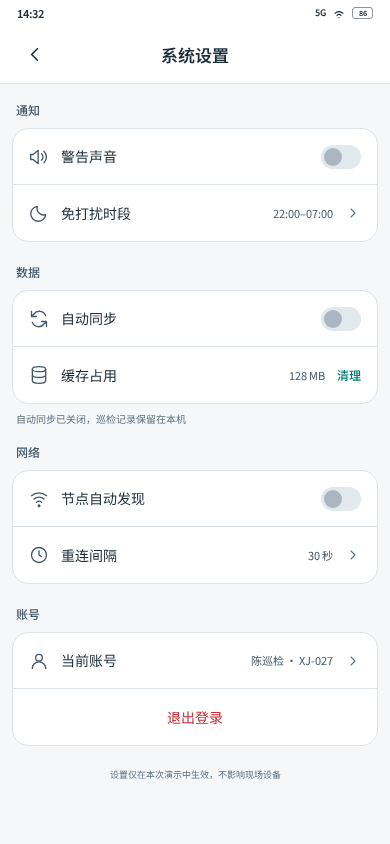 14:32
5G
86
系统设置
通知
警告声音
免打扰时段
22:00–07:00
数据
自动同步
缓存占用
128 MB
清理
自动同步已关闭，巡检记录保留在本机
网络
节点自动发现
重连间隔
30 秒
账号
当前账号
陈巡检 · XJ-027
退出登录
设置仅在本次演示中生效，不影响现场设备